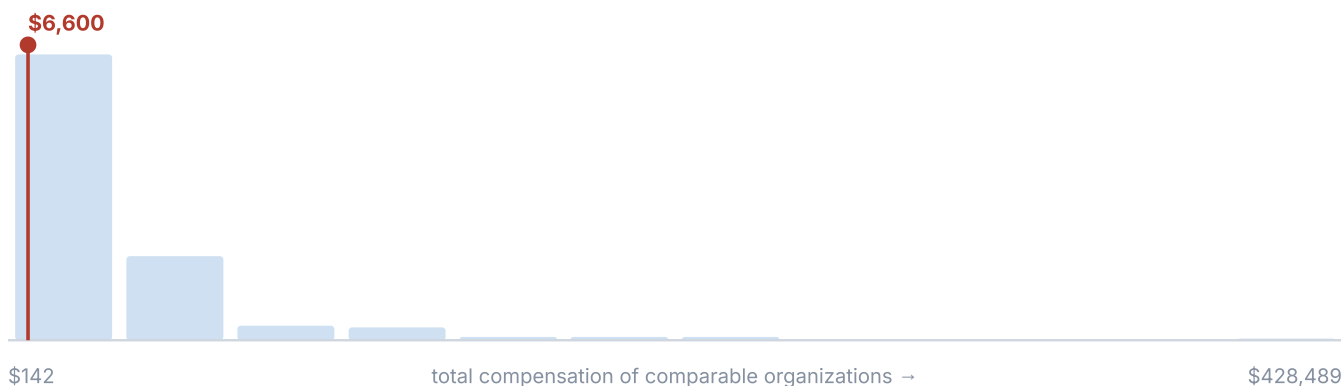 $6,600
$142 total compensation of comparable organizations → $428,489